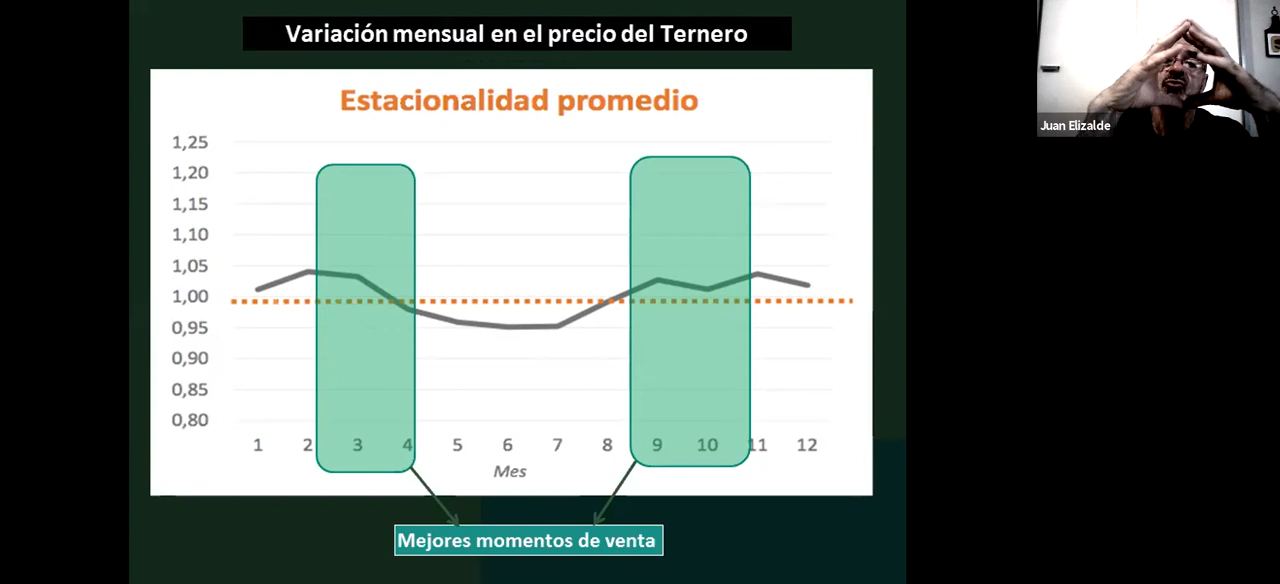 Variación mensual en el precio del Ternero
Juan Elizalde
Estacionalidad promedio
1,25
1,20
1,15
1,10
1,05
1,00
0,95
0,90
0,85
0,80
1 2 3 4 5 6 7 8 9 10 11 12
Mes
Mejores momentos de venta